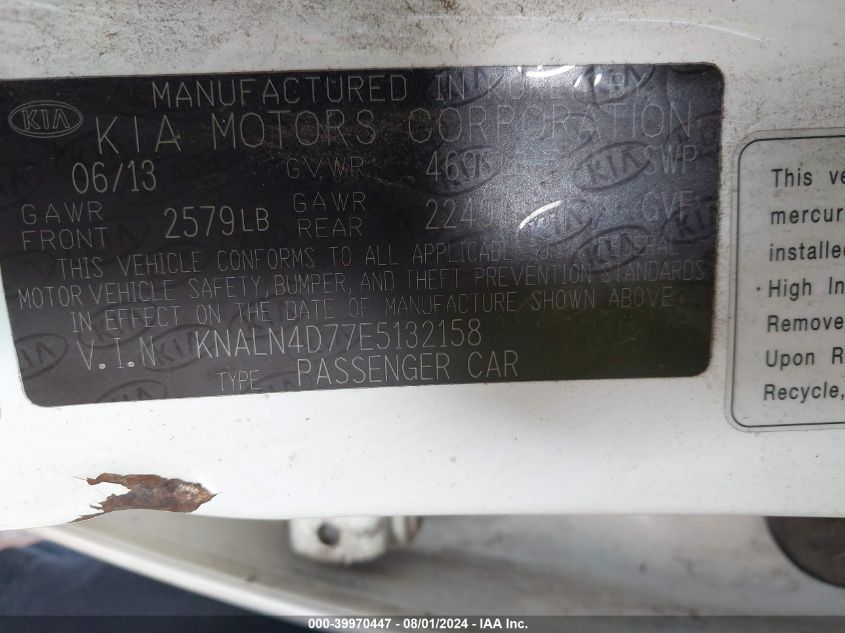 MANUFACTURED IN
KIA KIA MOTORS CORPORATION
06/13 GVWR SWP
GAWR FRONT 2579LB GAWR REAR GVF
THIS VEHICLE CONFORMS TO ALL
MOTOR VEHICLE SAFETY, BUMPER, AND THEFT PREVENTION STANDARDS
IN EFFECT ON THE DATE OF MANUFACTURE SHOWN ABOVE.
V.I.N KNALN4D77E5132158
TYPE PASSENGER CAR
This ve
mercur
installe
·High In
Remove
Upon R
Recycle,
000-39970447 - 08/01/2024 - IAA Inc.